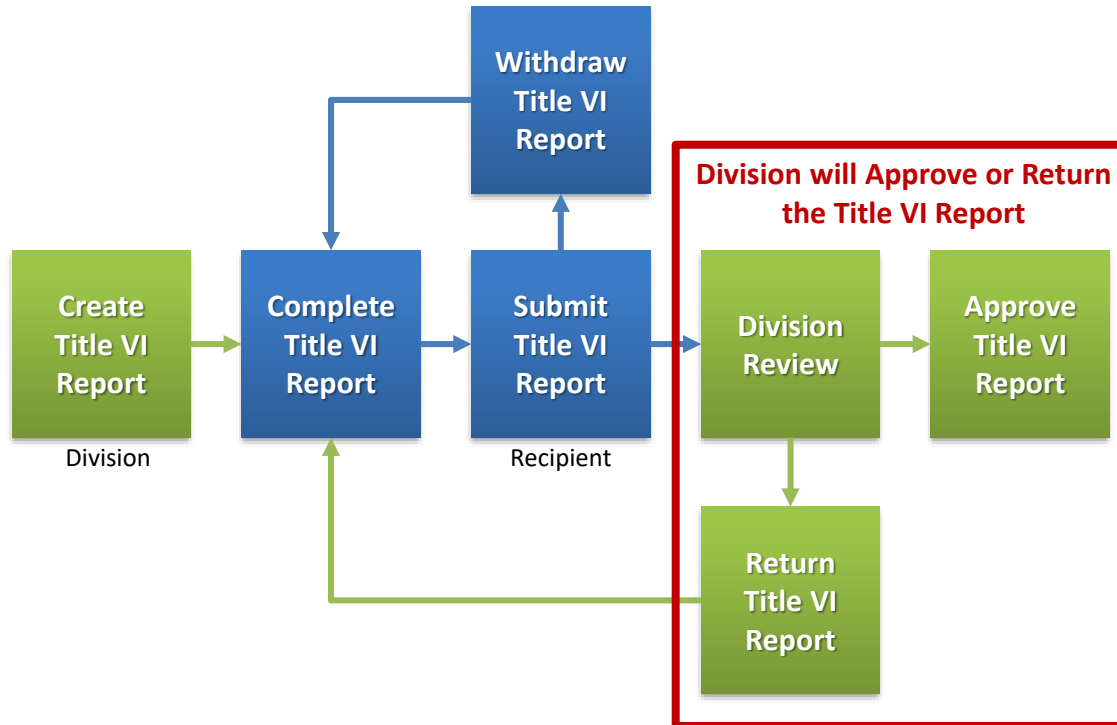 Withdraw
Title VI
Report
Division will Approve or Return
the Title VI Report
Create
Title VI
Report
Complete
Title VI
Report
Submit
Title VI
Report
Division
Review
Approve
Title VI
Report
Division
Recipient
Return
Title VI
Report